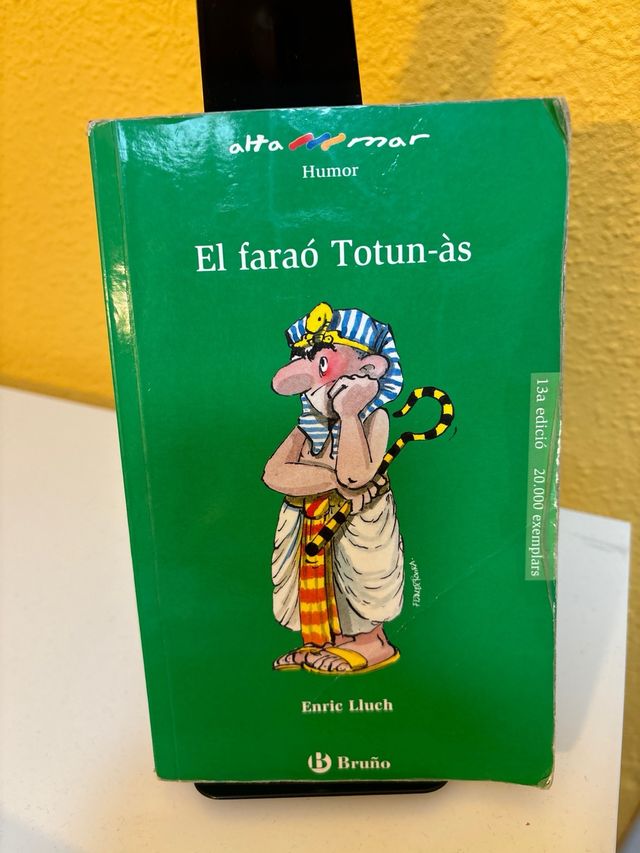 alta mar
Humor
El faraó Totun-às
13a edició 20.000 exemplars
Enric Lluch
B Bruño